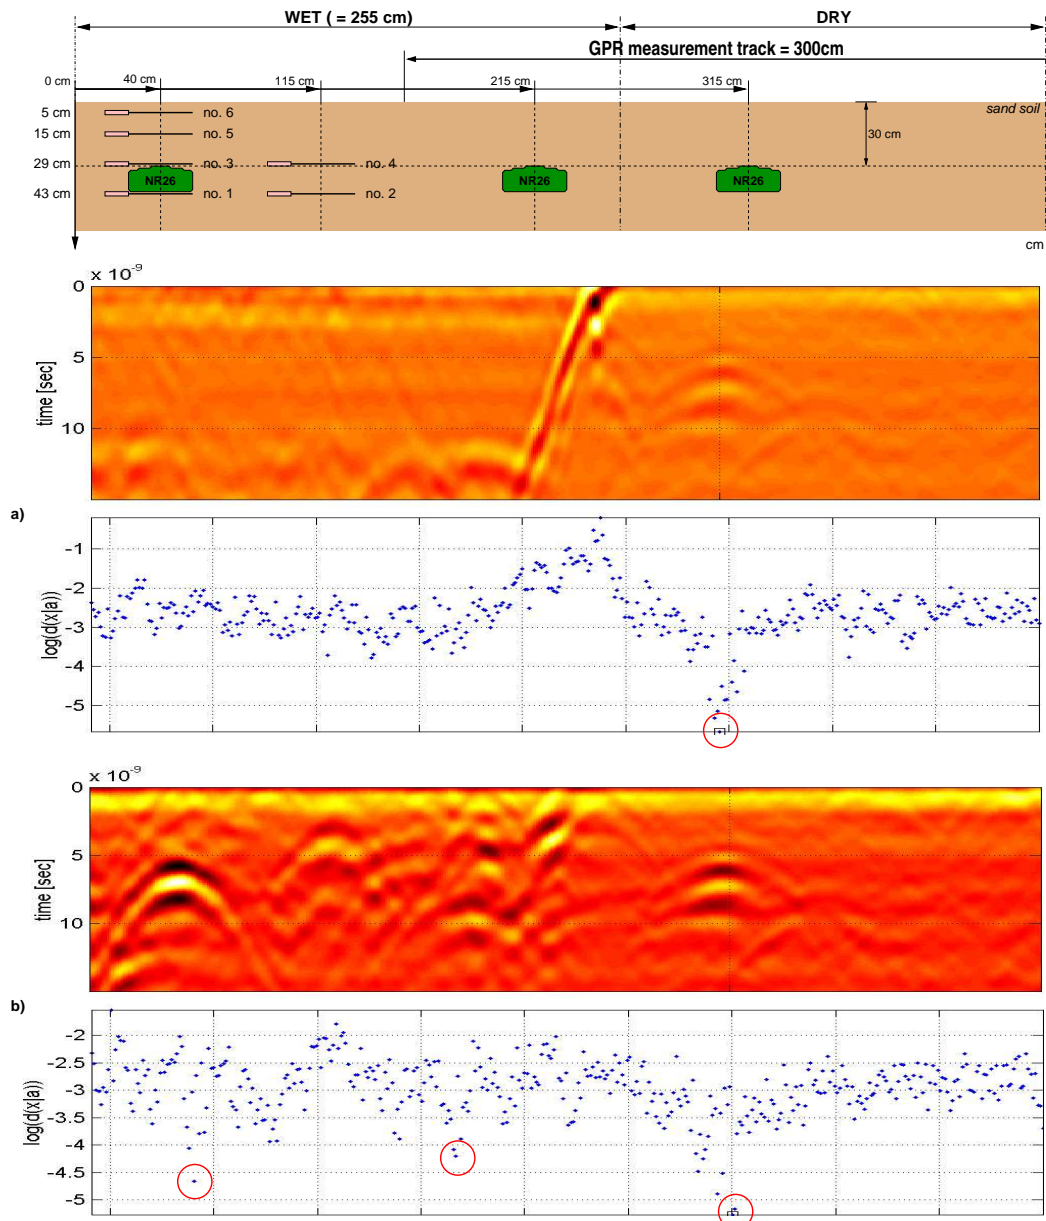 WET ( = 255 cm) DRY
GPR measurement track = 300cm
0 cm 40 cm 115 cm 215 cm 315 cm
5 cm no. 6 sand soil
15 cm no. 5 30 cm
29 cm no. 3 no. 4
NR26 NR26 NR26
43 cm no. 1 no. 2
cm
x 10⁻⁹
0
5
10
time [sec]
a)
-1
-2
-3
-4
-5
log(d(x|a))
x 10⁻⁹
0
5
10
time [sec]
b)
-2
-2.5
-3
-3.5
-4
-4.5
-5
log(d(x|a))